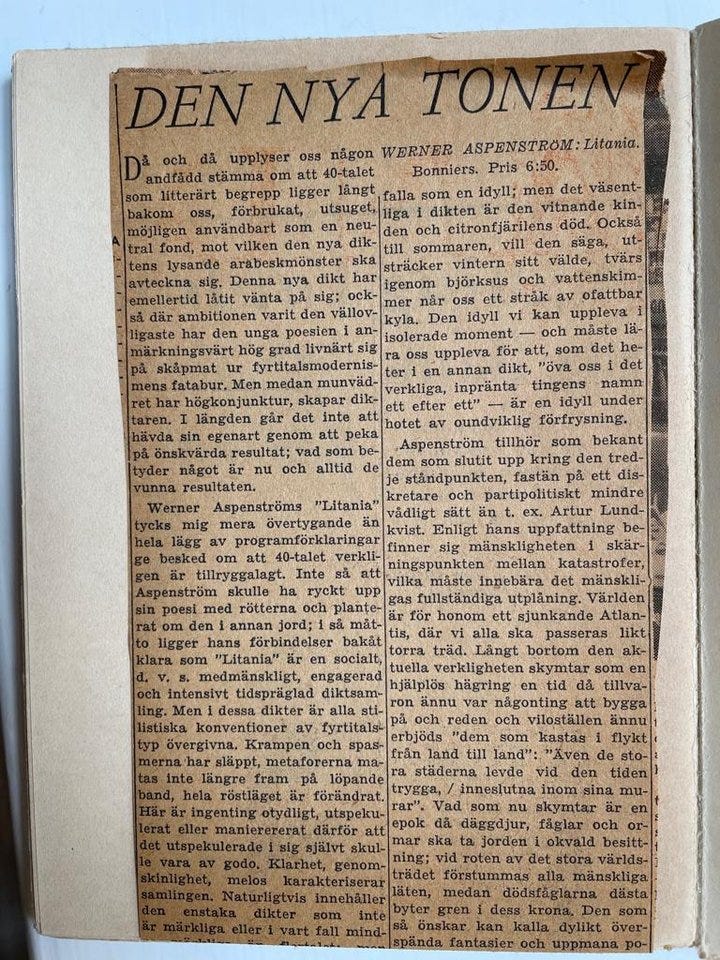 DEN NYA TONEN
Då och då upplyser oss någon
andfådd stämma om att 40-talet
som litterärt begrepp ligger långt
bakom oss, förbrukat, utsuget,
möjligen användbart som en neu-
tral fond, mot vilken den nya dik-
tens lysande arabeskmönster ska
avteckna sig. Denna nya dikt har
emellertid låtit vänta på sig; ock-
så där ambitionen varit den vällov-
ligaste har den unga poesien i an-
märkningsvärt hög grad livnärt sig
på skåpmat ur fyrtitalsmodernis-
mens fatabur. Men medan munväd-
ret har högkonjunktur, skapar dik-
taren. I längden går det inte att
hävda sin egenart genom att peka
på önskvärda resultat; vad som be-
tyder något är nu och alltid de
vunna resultaten.
Werner Aspenströms "Litania"
tycks mig mera övertygande än
hela lägg av programförklaringar
ge besked om att 40-talet verkli-
gen är tillryggalagt. Inte så att
Aspenström skulle ha ryckt upp
sin poesi med rötterna och plante-
rat om den i annan jord; i så måt-
to ligger hans förbindelser bakåt
klara som "Litania" är en socialt,
d. v. s. medmänskligt, engagerad
och intensivt tidspräglad diktsam-
ling. Men i dessa dikter är alla sti-
listiska konventioner av fyrtitals-
typ övergivna. Krampen och spas-
merna har släppt, metaforerna ma-
tas inte längre fram på löpande
band, hela röstläget är förändrat.
Här är ingenting otydligt, utspeku-
lerat eller maniererat därför att
det utspekulerade i sig självt skul-
le vara av godo. Klarhet, genom-
skinlighet, melos karakteriserar
samlingen. Naturligtvis innehåller
den enstaka dikter som inte
är märkliga eller i vart fall mind-
WERNER ASPENSTRÖM: Litania.
Bonniers. Pris 6:50.
falla som en idyll; men det väsent-
liga i dikten är den vitnande kin-
den och citronfjärilens död. Också
till sommaren, vill den säga, ut-
sträcker vintern sitt välde, tvärs
igenom björksus och vattenskim-
mer når oss ett stråk av ofattbar
kyla. Den idyll vi kan uppleva i
isolerade moment — och måste lä-
ra oss uppleva för att, som det he-
ter i en annan dikt, "öva oss i det
verkliga, inpränta tingens namn
ett efter ett" — är en idyll under
hotet av oundviklig förfrysning.
Aspenström tillhör som bekant
dem som slutit upp kring den tred-
je ståndpunkten, fastän på ett dis-
kretare och partipolitiskt mindre
vådligt sätt än t. ex. Artur Lund-
kvist. Enligt hans uppfattning be-
finner sig mänskligheten i skär-
ningspunkten mellan katastrofer,
vilka måste innebära det mänskli-
gas fullständiga utplåning. Världen
är för honom ett sjunkande Atlan-
tis, där vi alla ska passeras likt
torra träd. Långt bortom den ak-
tuella verkligheten skymtar som en
hjälplös hägring en tid då tillva-
ron ännu var någonting att bygga
på och reden och viloställen ännu
erbjöds "dem som kastas i flykt
från land till land": "Även de sto-
ra städerna levde vid den tiden
trygga, / inneslutna inom sina mu-
rar". Vad som nu skymtar är en
epok då däggdjur, fåglar och or-
mar ska ta jorden i okvald besitt-
ning; vid roten av det stora världs-
trädet förstummas alla mänskliga
läten, medan dödsfåglarna dästa
byter gren i dess krona. Den som
så önskar kan kalla dylikt över-
spända fantasier och uppmana po-